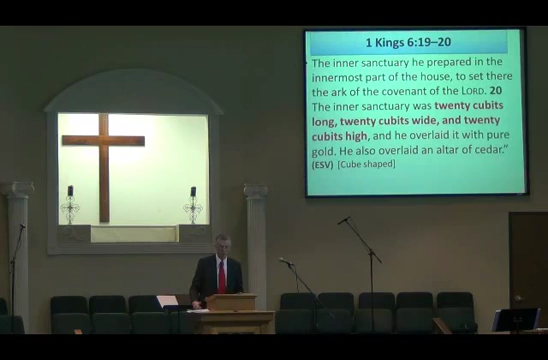 1 Kings 6:19–20
The inner sanctuary he prepared in the
innermost part of the house, to set there
the ark of the covenant of the LORD. 20
The inner sanctuary was twenty cubits
long, twenty cubits wide, and twenty
cubits high, and he overlaid it with pure
gold. He also overlaid an altar of cedar.”
(ESV) [Cube shaped]